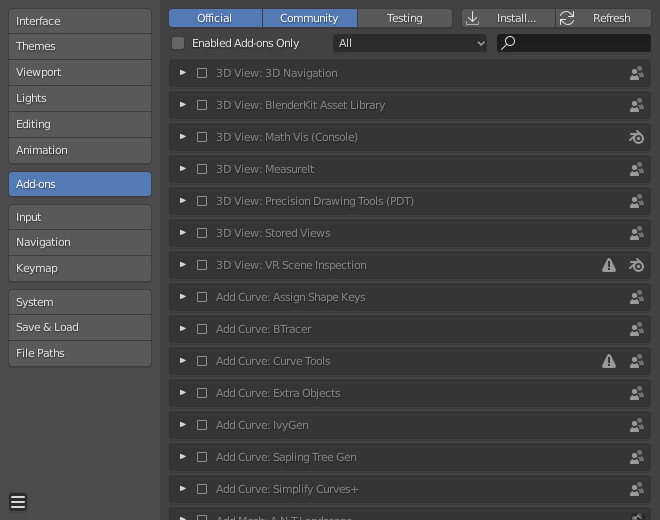 Interface
Themes
Viewport
Lights
Editing
Animation
Add-ons
Input
Navigation
Keymap
System
Save & Load
File Paths
Official Community Testing Install... Refresh
Enabled Add-ons Only All
3D View: 3D Navigation
3D View: BlenderKit Asset Library
3D View: Math Vis (Console)
3D View: MeasureIt
3D View: Precision Drawing Tools (PDT)
3D View: Stored Views
3D View: VR Scene Inspection
Add Curve: Assign Shape Keys
Add Curve: BTracer
Add Curve: Curve Tools
Add Curve: Extra Objects
Add Curve: IvyGen
Add Curve: Sapling Tree Gen
Add Curve: Simplify Curves+
Add Mesh: A.N.T.Landscape